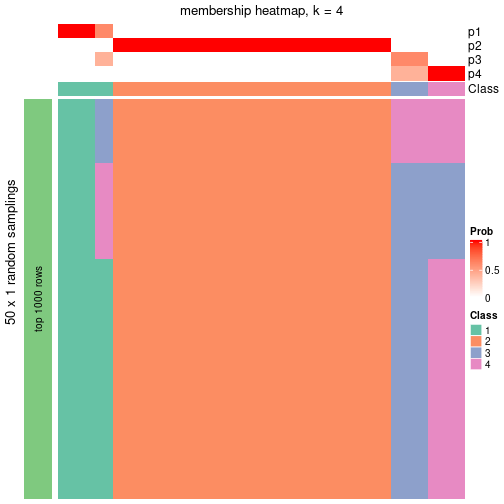 membership heatmap, k = 4
p1
p2
p3
p4
Class
50 x 1 random samplings
top 1000 rows
Prob
1
0.5
0
Class
1
2
3
4